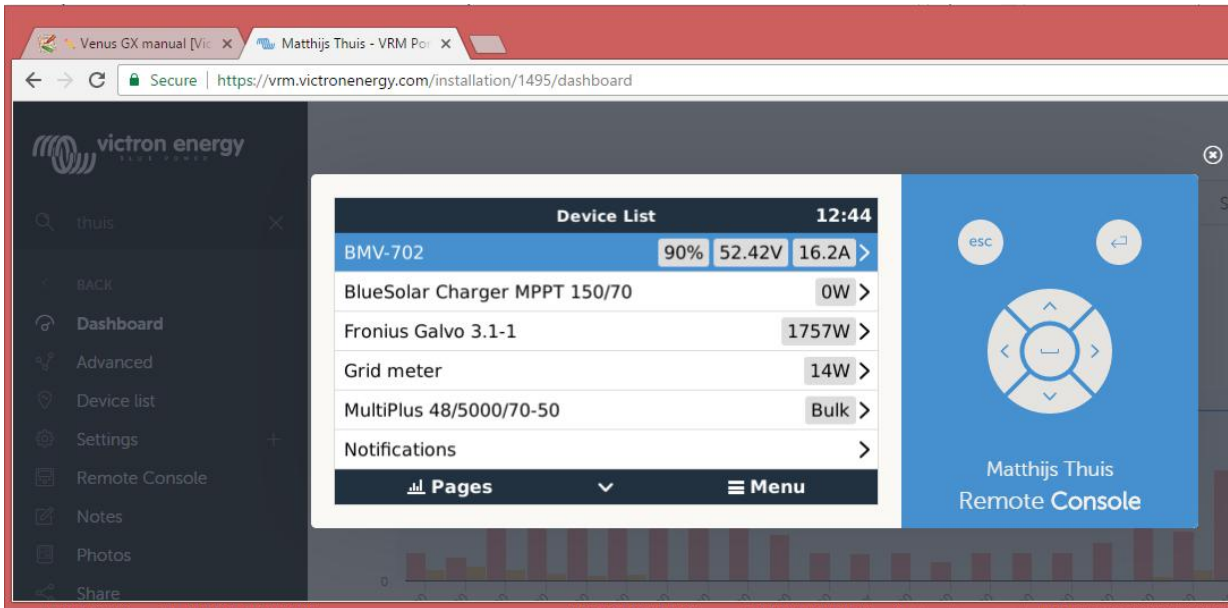 Venus GX manual [Vic
Matthijs Thuis - VRM Por
Secure | https://vrm.victronenergy.com/installation/1495/dashboard
victron energy
BLUE POWER
thuis
BACK
Dashboard
Advanced
Device list
Settings
Remote Console
Notes
Photos
Share
Device List 12:44
BMV-702 90% 52.42V 16.2A
BlueSolar Charger MPPT 150/70 0W
Fronius Galvo 3.1-1 1757W
Grid meter 14W
MultiPlus 48/5000/70-50 Bulk
Notifications
Pages Menu
esc
Matthijs Thuis
Remote Console
0